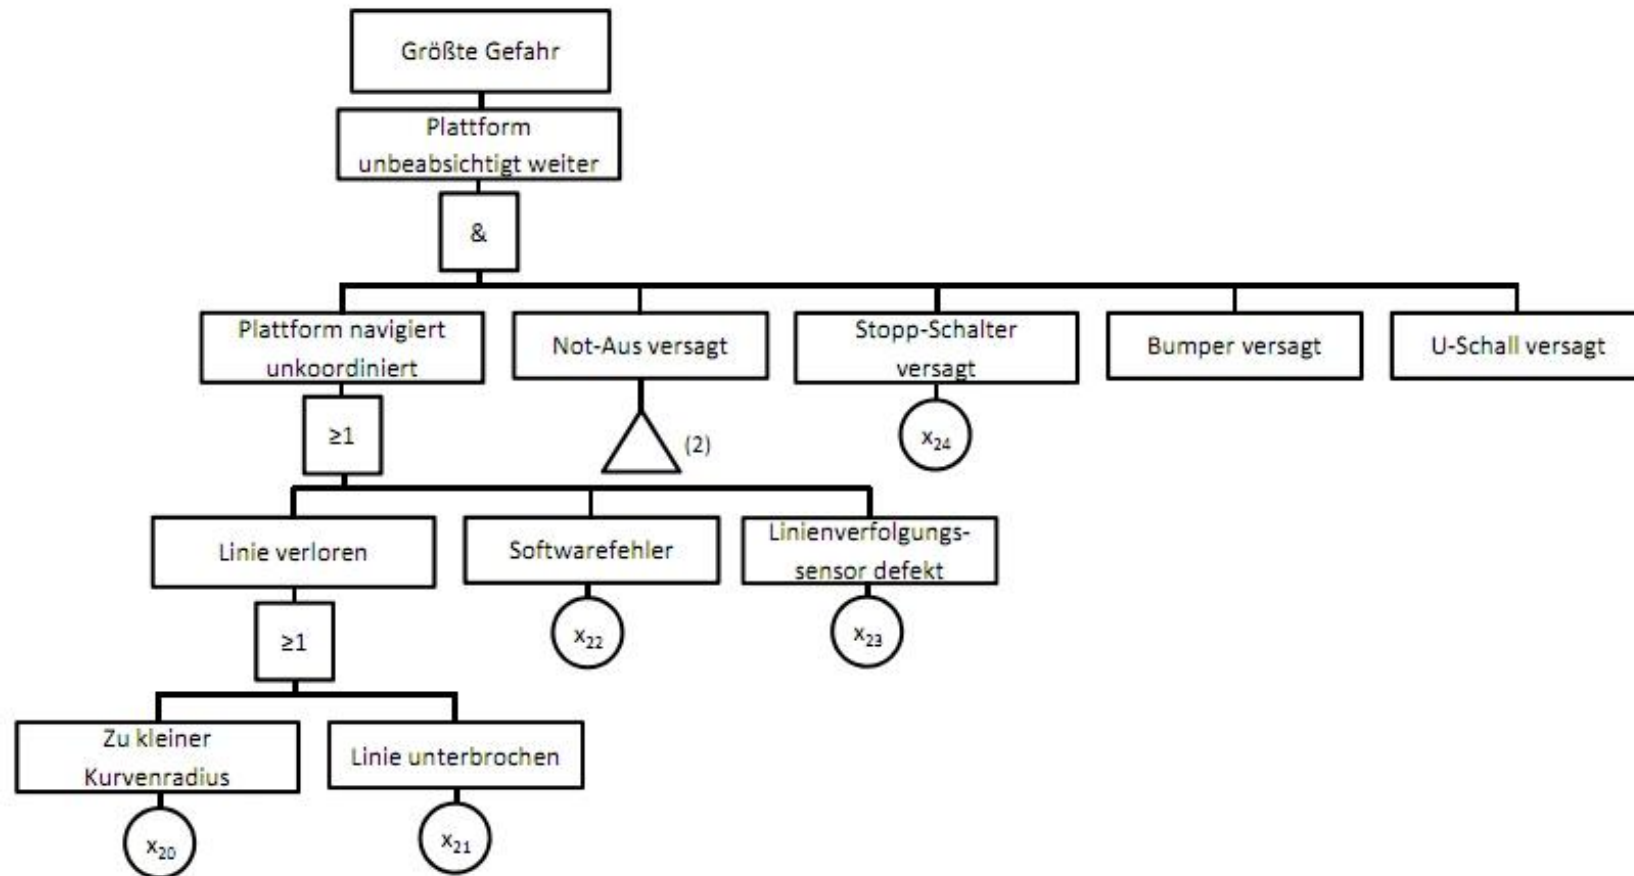 Größte Gefahr
Plattform
unbeabsichtigt weiter
&
Plattform navigiert
unkoordiniert
Not-Aus versagt
Stopp-Schalter
versagt
Bumper versagt
U-Schall versagt
≥1
(2)
x₂₄
Linie verloren
Softwarefehler
Linienverfolgungs-
sensor defekt
≥1
x₂₂
x₂₃
Zu kleiner
Kurvenradius
Linie unterbrochen
x₂₀
x₂₁